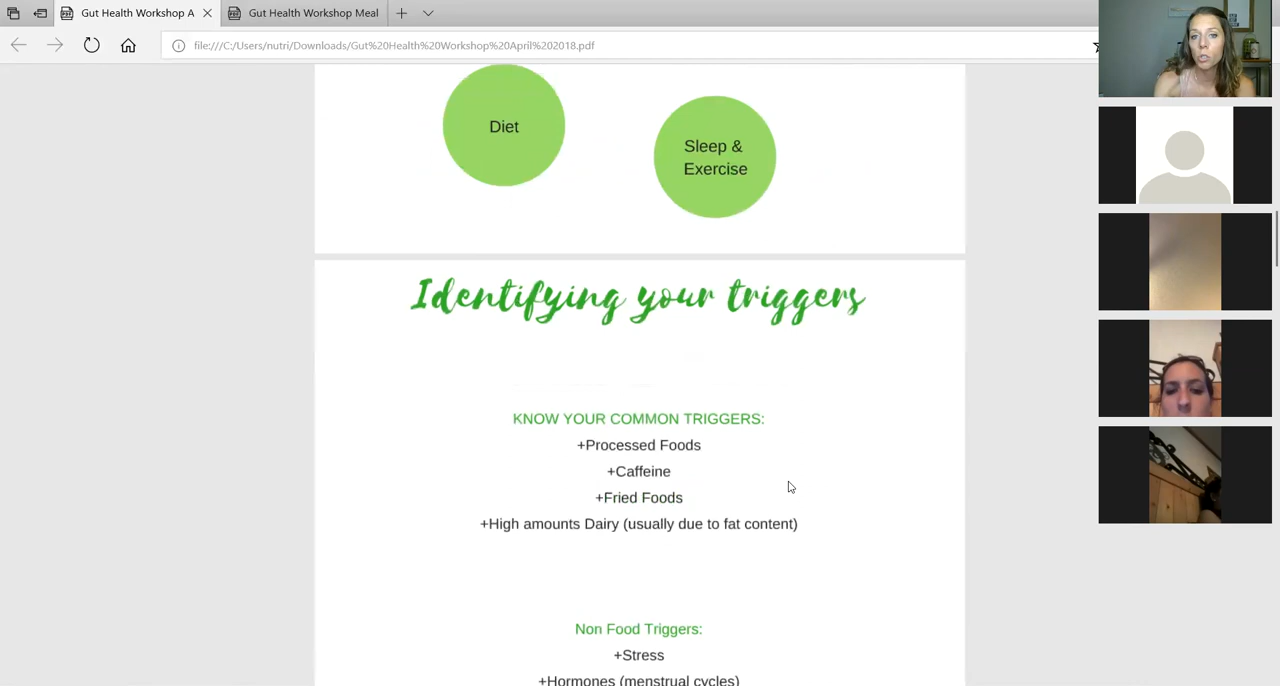 Gut Health Workshop A
Gut Health Workshop Meal
file:///C:/Users/nutri/Downloads/Gut%20Health%20Workshop%20April%202018.pdf
Diet
Sleep &
Exercise
Identifying your triggers
KNOW YOUR COMMON TRIGGERS:
+Processed Foods
+Caffeine
+Fried Foods
+High amounts Dairy (usually due to fat content)
Non Food Triggers:
+Stress
+Hormones (menstrual cycles)